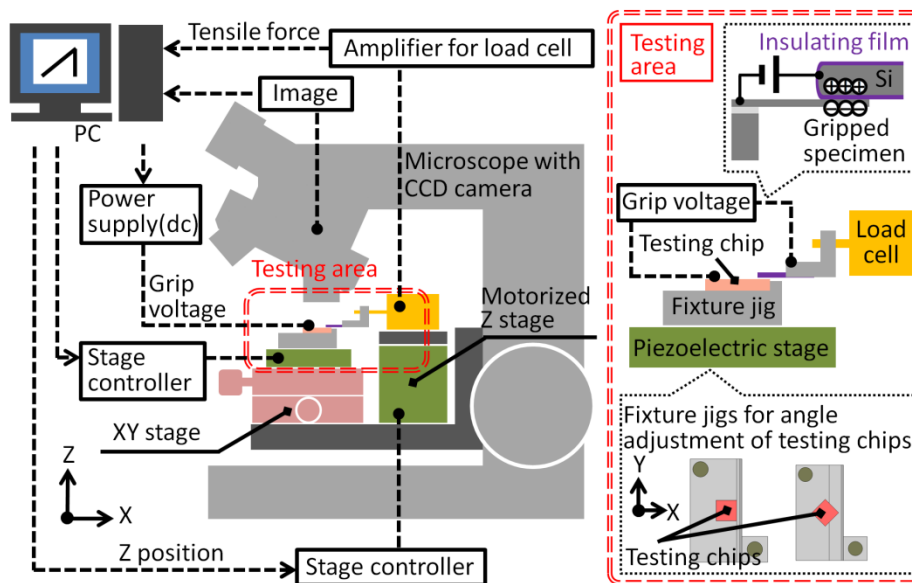 Tensile force
Amplifier for load cell
Image
PC
Microscope with
CCD camera
Power
supply(dc)
Testing area
Grip
voltage
Motorized
Z stage
Stage
controller
XY stage
Z
X
Z position
Stage controller
Testing
area
Insulating film
Si
Gripped
specimen
Grip voltage
Testing chip
Load
cell
Fixture jig
Piezoelectric stage
Fixture jigs for angle
adjustment of testing chips
Y
X
Testing chips